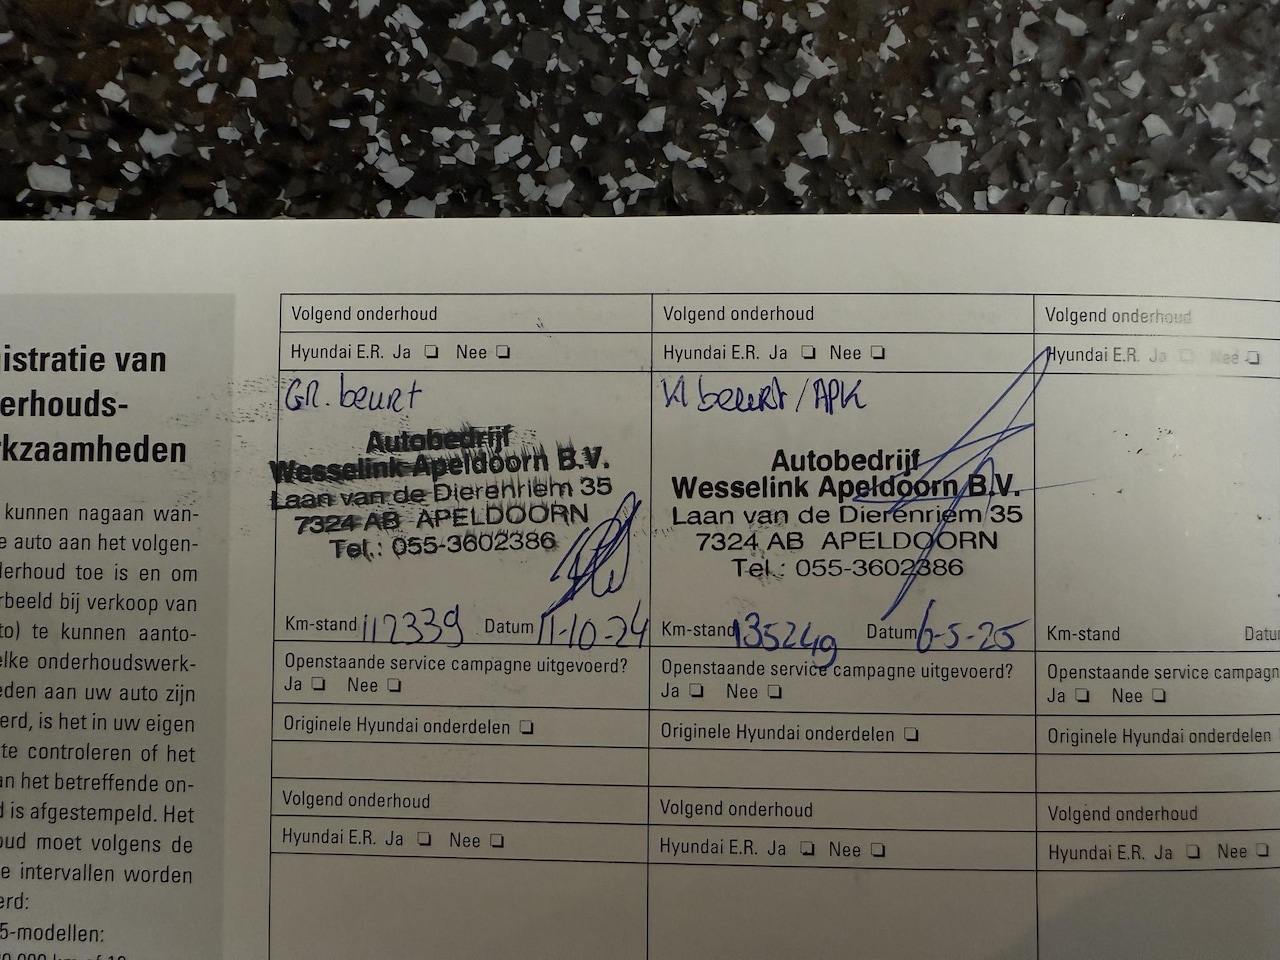 istratie van
erhouds-
kzaamheden
kunnen nagaan wan-
e auto aan het volgen-
derhoud toe is en om
rbeeld bij verkoop van
to) te kunnen aanto-
elke onderhoudswerk-
eden aan uw auto zijn
erd, is het in uw eigen
te controleren of het
an het betreffende on-
d is afgestempeld. Het
oud moet volgens de
e intervallen worden
erd:
5-modellen:
Volgend onderhoud
Hyundai E.R. Ja ❏ Nee ❏
GR. beurt
Autobedrijf
Wesselink Apeldoorn B.V.
Laan van de Dierenriem 35
7324 AB APELDOORN
Tel.: 055-3602386
Km-stand 112339 Datum 11-10-24
Openstaande service campagne uitgevoerd?
Ja ❏ Nee ❏
Originele Hyundai onderdelen ❏
Volgend onderhoud
Hyundai E.R. Ja ❏ Nee ❏
Volgend onderhoud
Hyundai E.R. Ja ❏ Nee ❏
Kl beurt/APK
Autobedrijf
Wesselink Apeldoorn B.V.
Laan van de Dierenriem 35
7324 AB APELDOORN
Tel.: 055-3602386
Km-stand 135249 Datum 6-5-25
Openstaande service campagne uitgevoerd?
Ja ❏ Nee ❏
Originele Hyundai onderdelen ❏
Volgend onderhoud
Hyundai E.R. Ja ❏ Nee ❏
Volgend onderhoud
Hyundai E.R. Ja ❏ Nee ❏
Km-stand Datu
Openstaande service campagn
Ja ❏ Nee ❏
Originele Hyundai onderdelen
Volgend onderhoud
Hyundai E.R. Ja ❏ Nee ❏